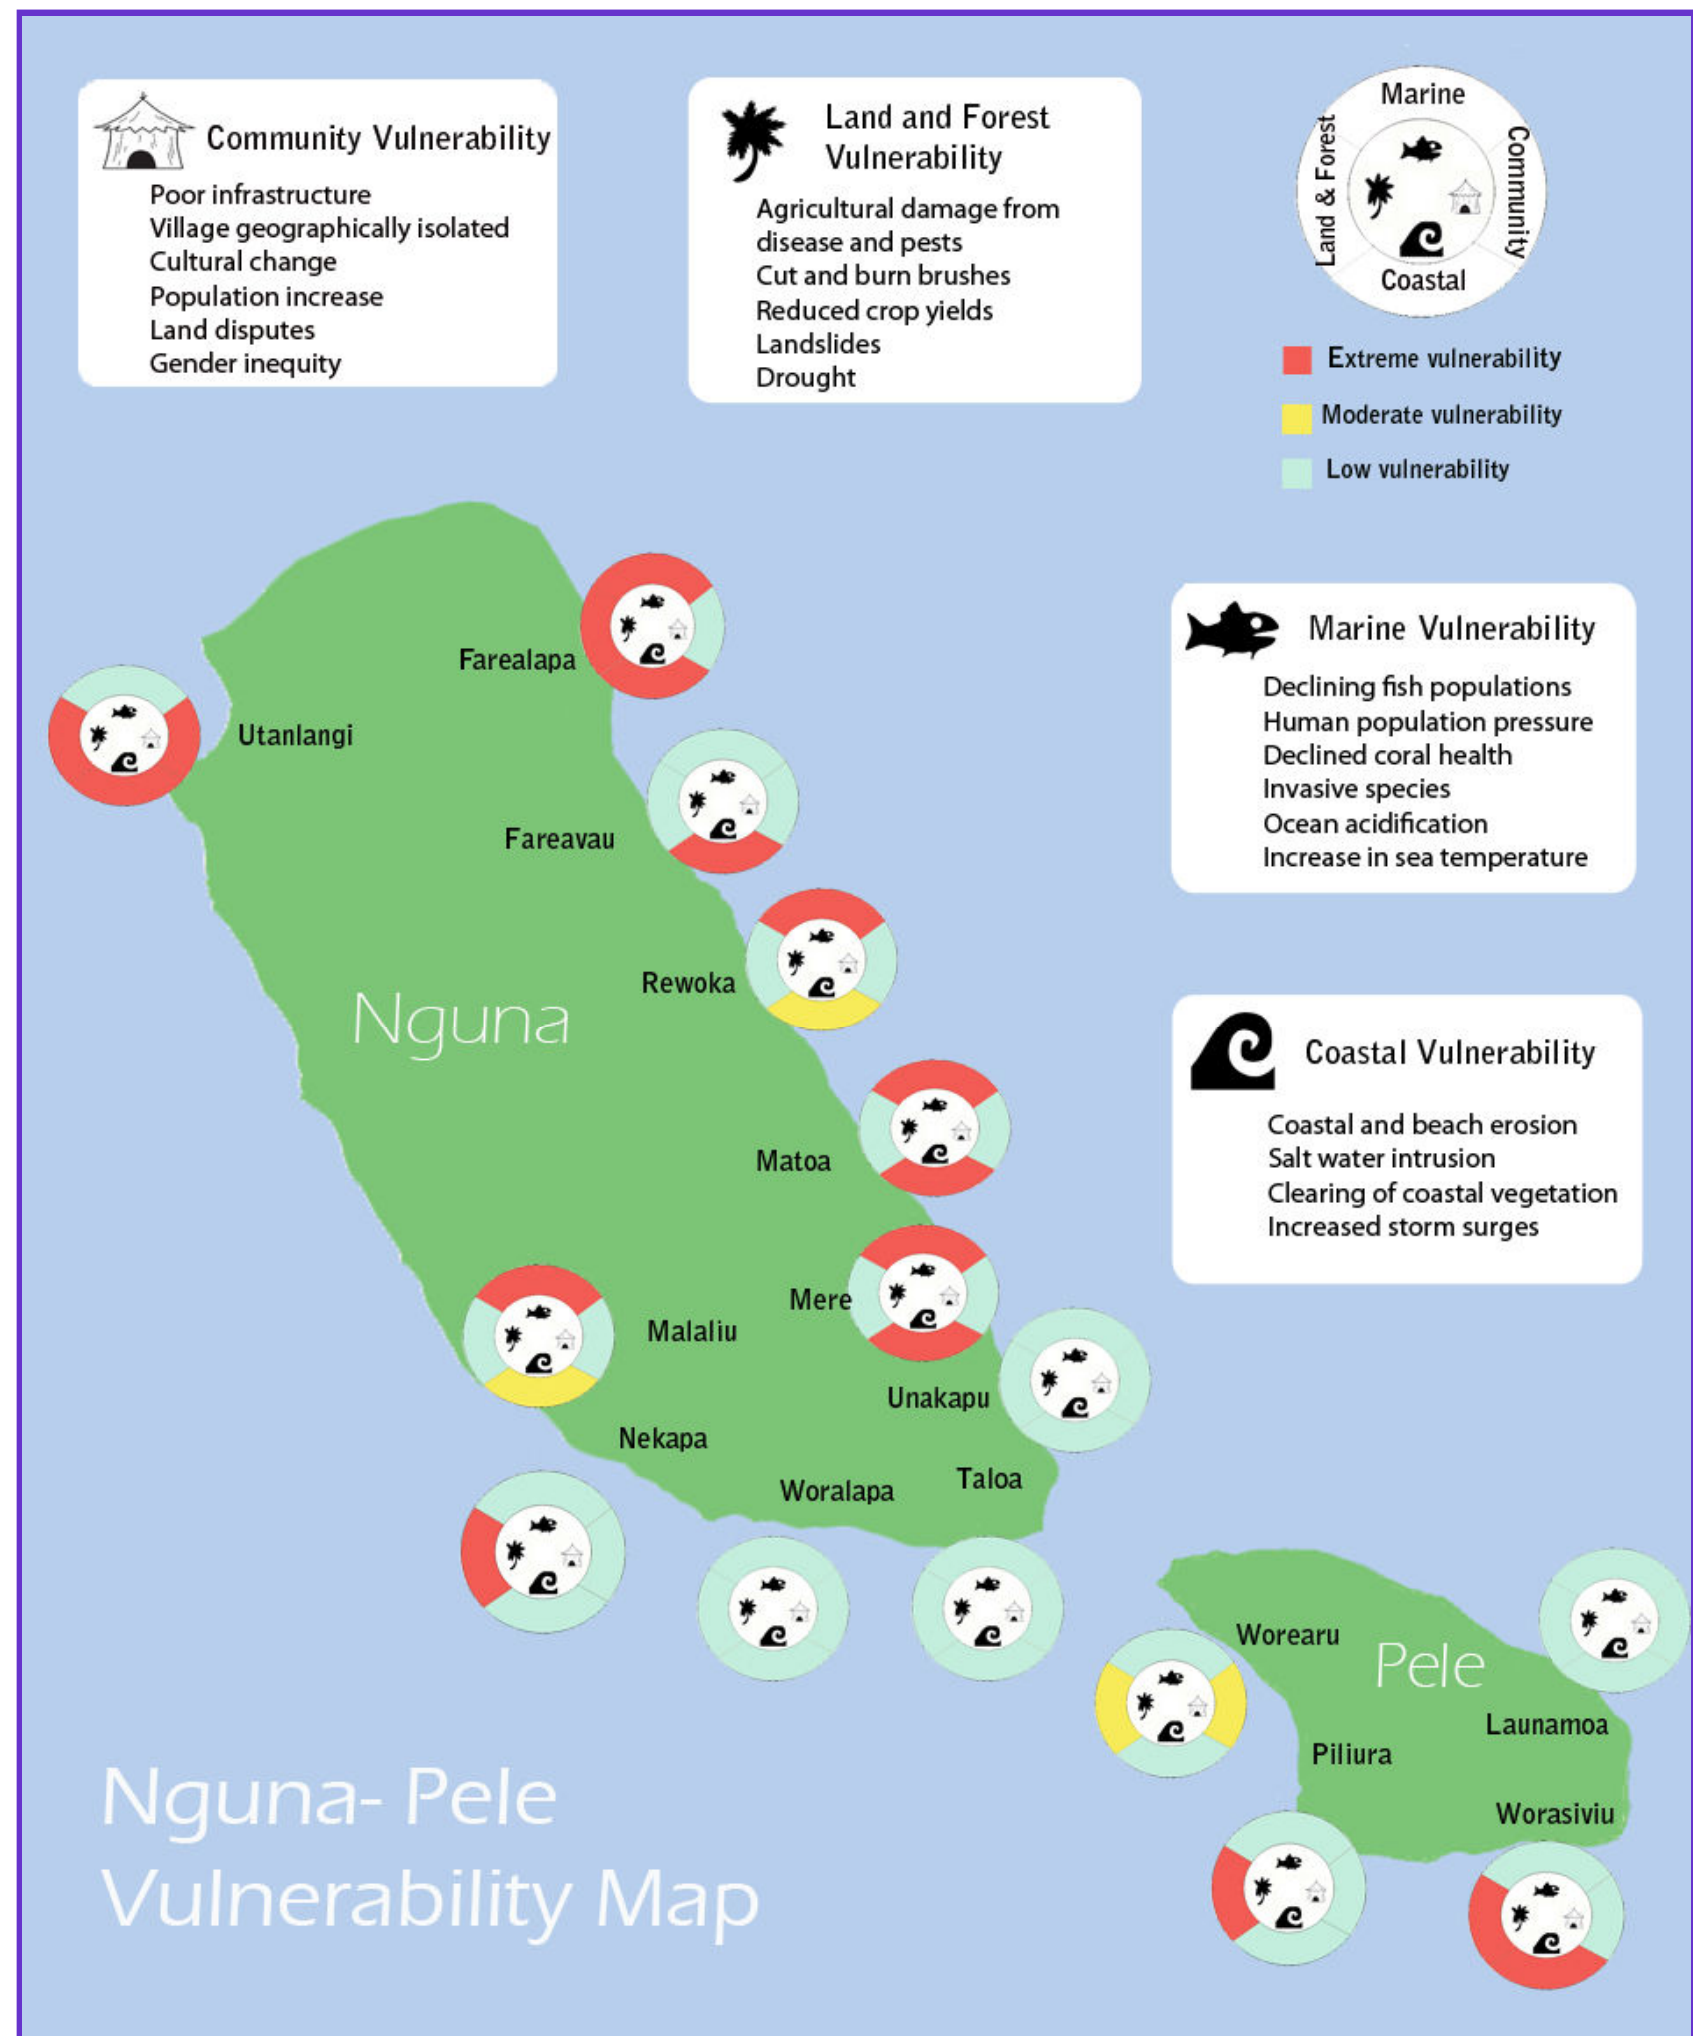 Community Vulnerability
Poor infrastructure
Village geographically isolated
Cultural change
Population increase
Land disputes
Gender inequity
Land and Forest
Vulnerability
Agricultural damage from
disease and pests
Cut and burn brushes
Reduced crop yields
Landslides
Drought
Marine
Land & Forest
Community
Coastal
Extreme vulnerability
Moderate vulnerability
Low vulnerability
Marine Vulnerability
Declining fish populations
Human population pressure
Declined coral health
Invasive species
Ocean acidification
Increase in sea temperature
Coastal Vulnerability
Coastal and beach erosion
Salt water intrusion
Clearing of coastal vegetation
Increased storm surges
Farealapa
Utanlangi
Fareavau
Rewoka
Nguna
Matoa
Mere
Malaliu
Unakapu
Nekapa
Taloa
Woralapa
Worearu
Pele
Launamoa
Piliura
Worasiviu
Nguna- Pele
Vulnerability Map